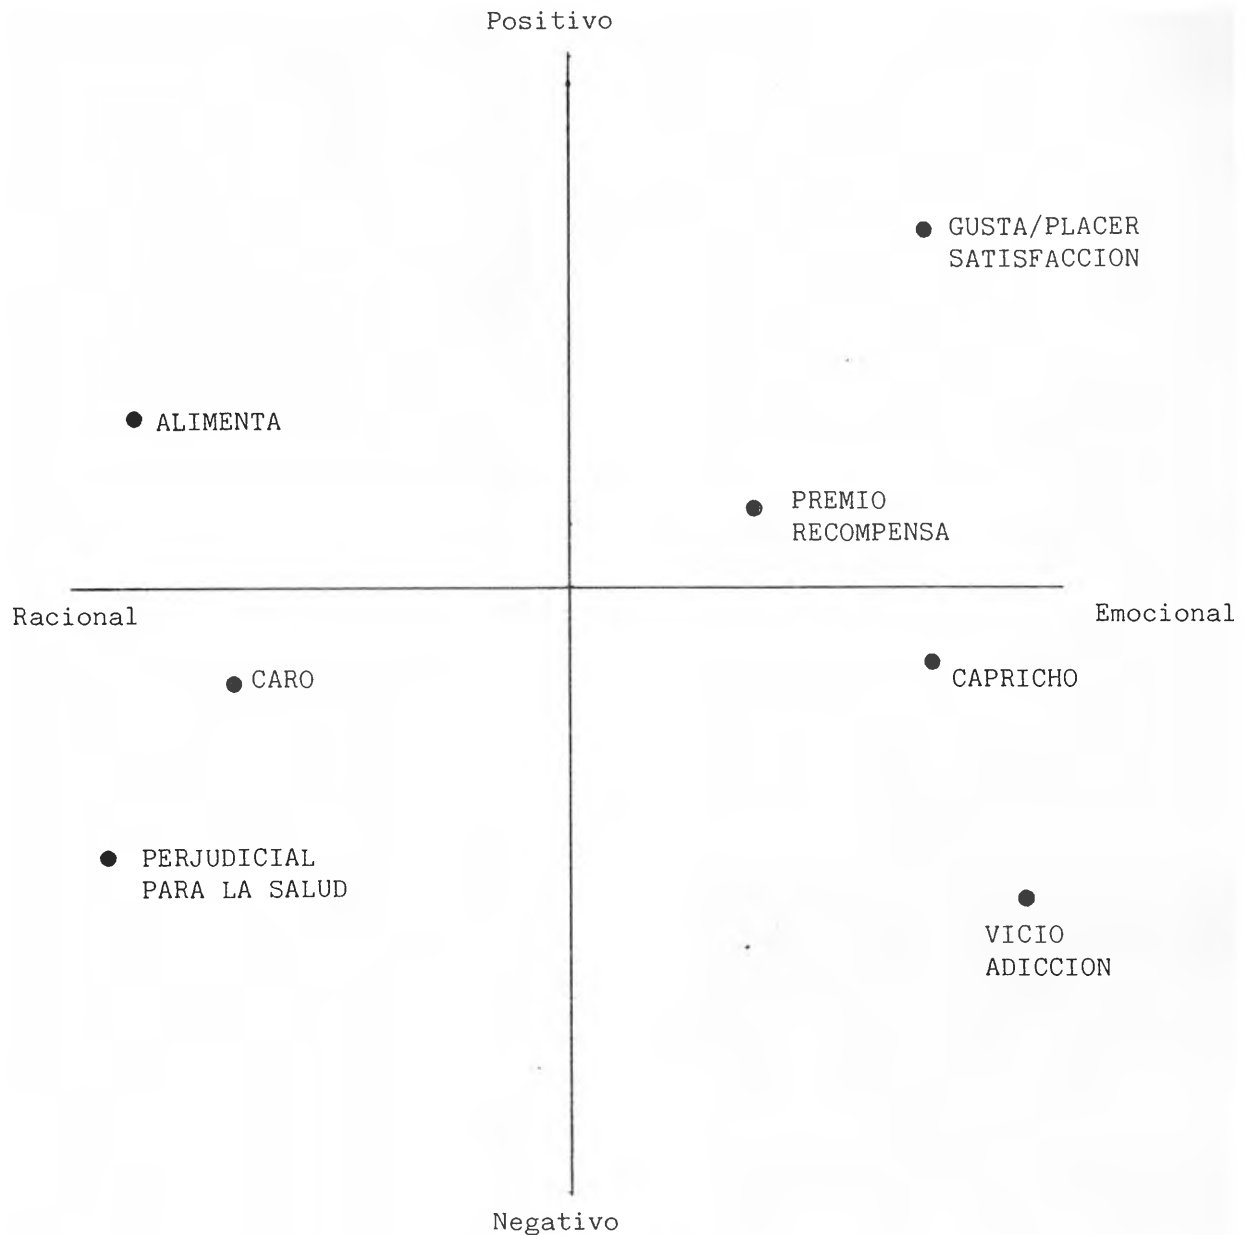 Positivo
GUSTA/PLACER
SATISFACCION
ALIMENTA
PREMIO
RECOMPENSA
Racional
Emocional
CARO
CAPRICHO
PERJUDICIAL
PARA LA SALUD
VICIO
ADICCION
Negativo